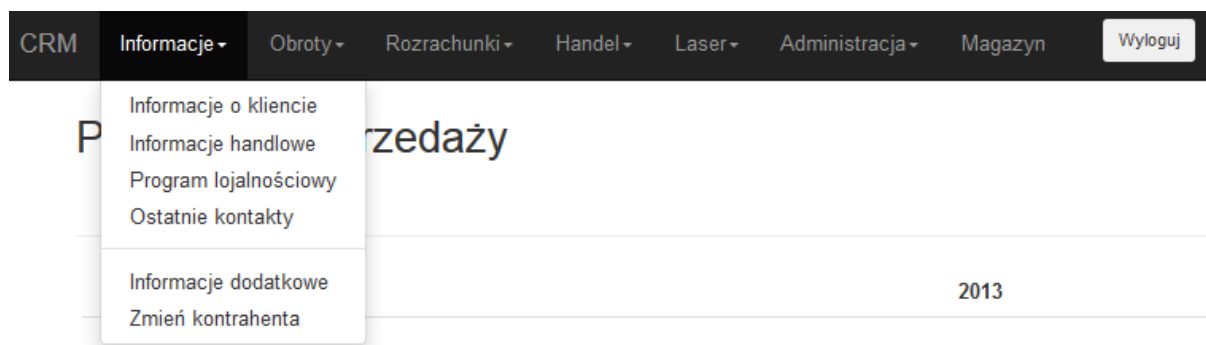 CRM Informacje Obroty Rozrachunki Handel Laser Administracja Magazyn Wyloguj
Informacje o kliencie
Informacje handlowe
Program lojalnościowy
Ostatnie kontakty
Informacje dodatkowe
Zmień kontrahenta
2013